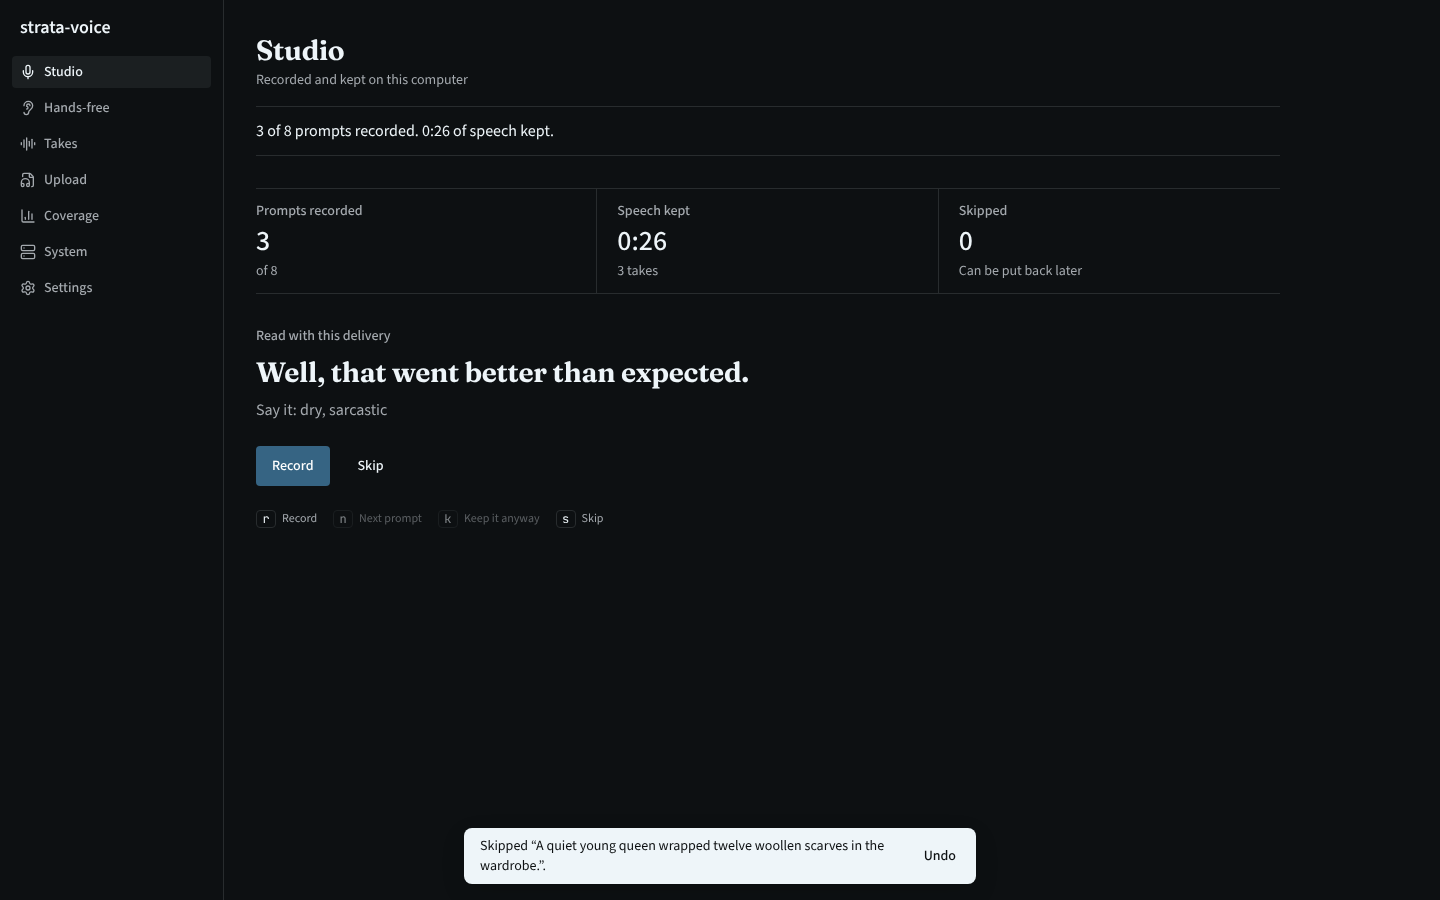 strata-voice
Studio
Hands-free
Takes
Upload
Coverage
System
Settings
Studio
Recorded and kept on this computer
3 of 8 prompts recorded. 0:26 of speech kept.
Prompts recorded
3
of 8
Speech kept
0:26
3 takes
Skipped
0
Can be put back later
Read with this delivery
Well, that went better than expected.
Say it: dry, sarcastic
Record Skip
r Record n Next prompt k Keep it anyway s Skip
Skipped “A quiet young queen wrapped twelve woollen scarves in the
wardrobe.”.
Undo